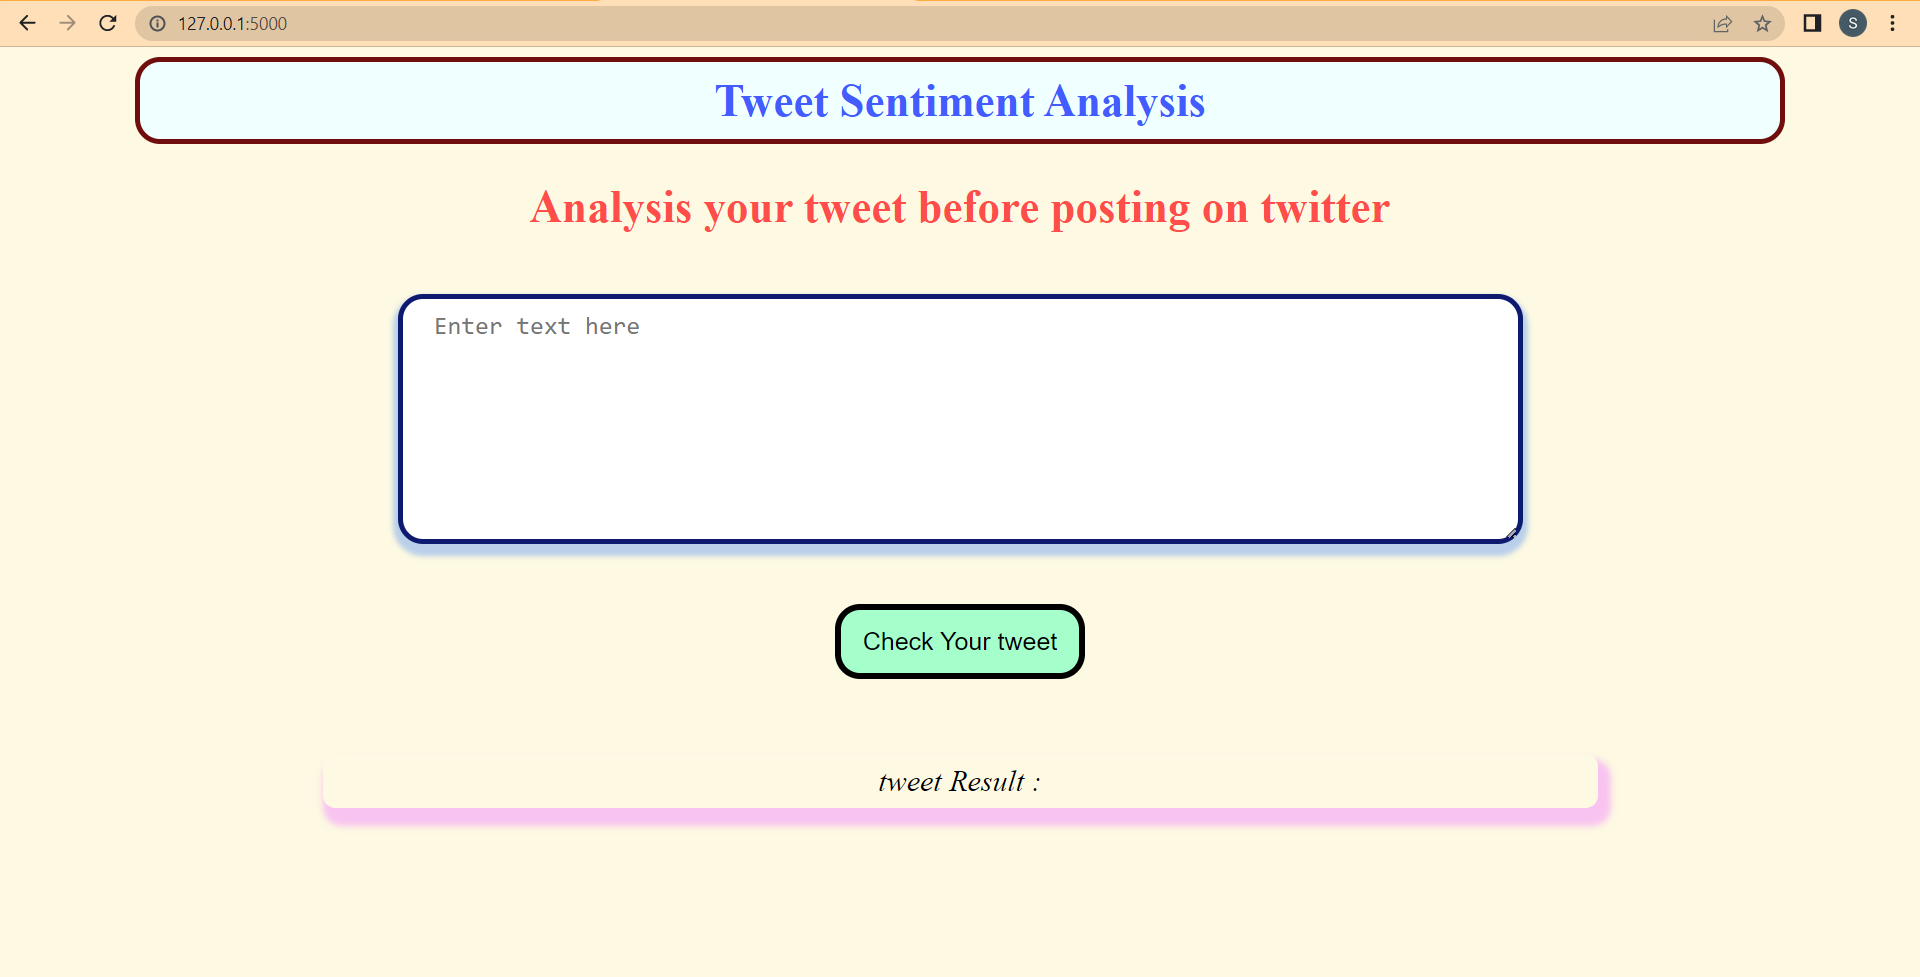 127.0.0.1:5000
S
Tweet Sentiment Analysis
Analysis your tweet before posting on twitter
Enter text here
Check Your tweet
tweet Result :